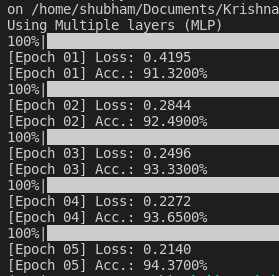 on /home/shubham/Documents/Krishna
Using Multiple layers (MLP)
100%|
[Epoch 01] Loss: 0.4195
[Epoch 01] Acc.: 91.3200%
100%|
[Epoch 02] Loss: 0.2844
[Epoch 02] Acc.: 92.4900%
100%|
[Epoch 03] Loss: 0.2496
[Epoch 03] Acc.: 93.3300%
100%|
[Epoch 04] Loss: 0.2272
[Epoch 04] Acc.: 93.6500%
100%|
[Epoch 05] Loss: 0.2140
[Epoch 05] Acc.: 94.3700%